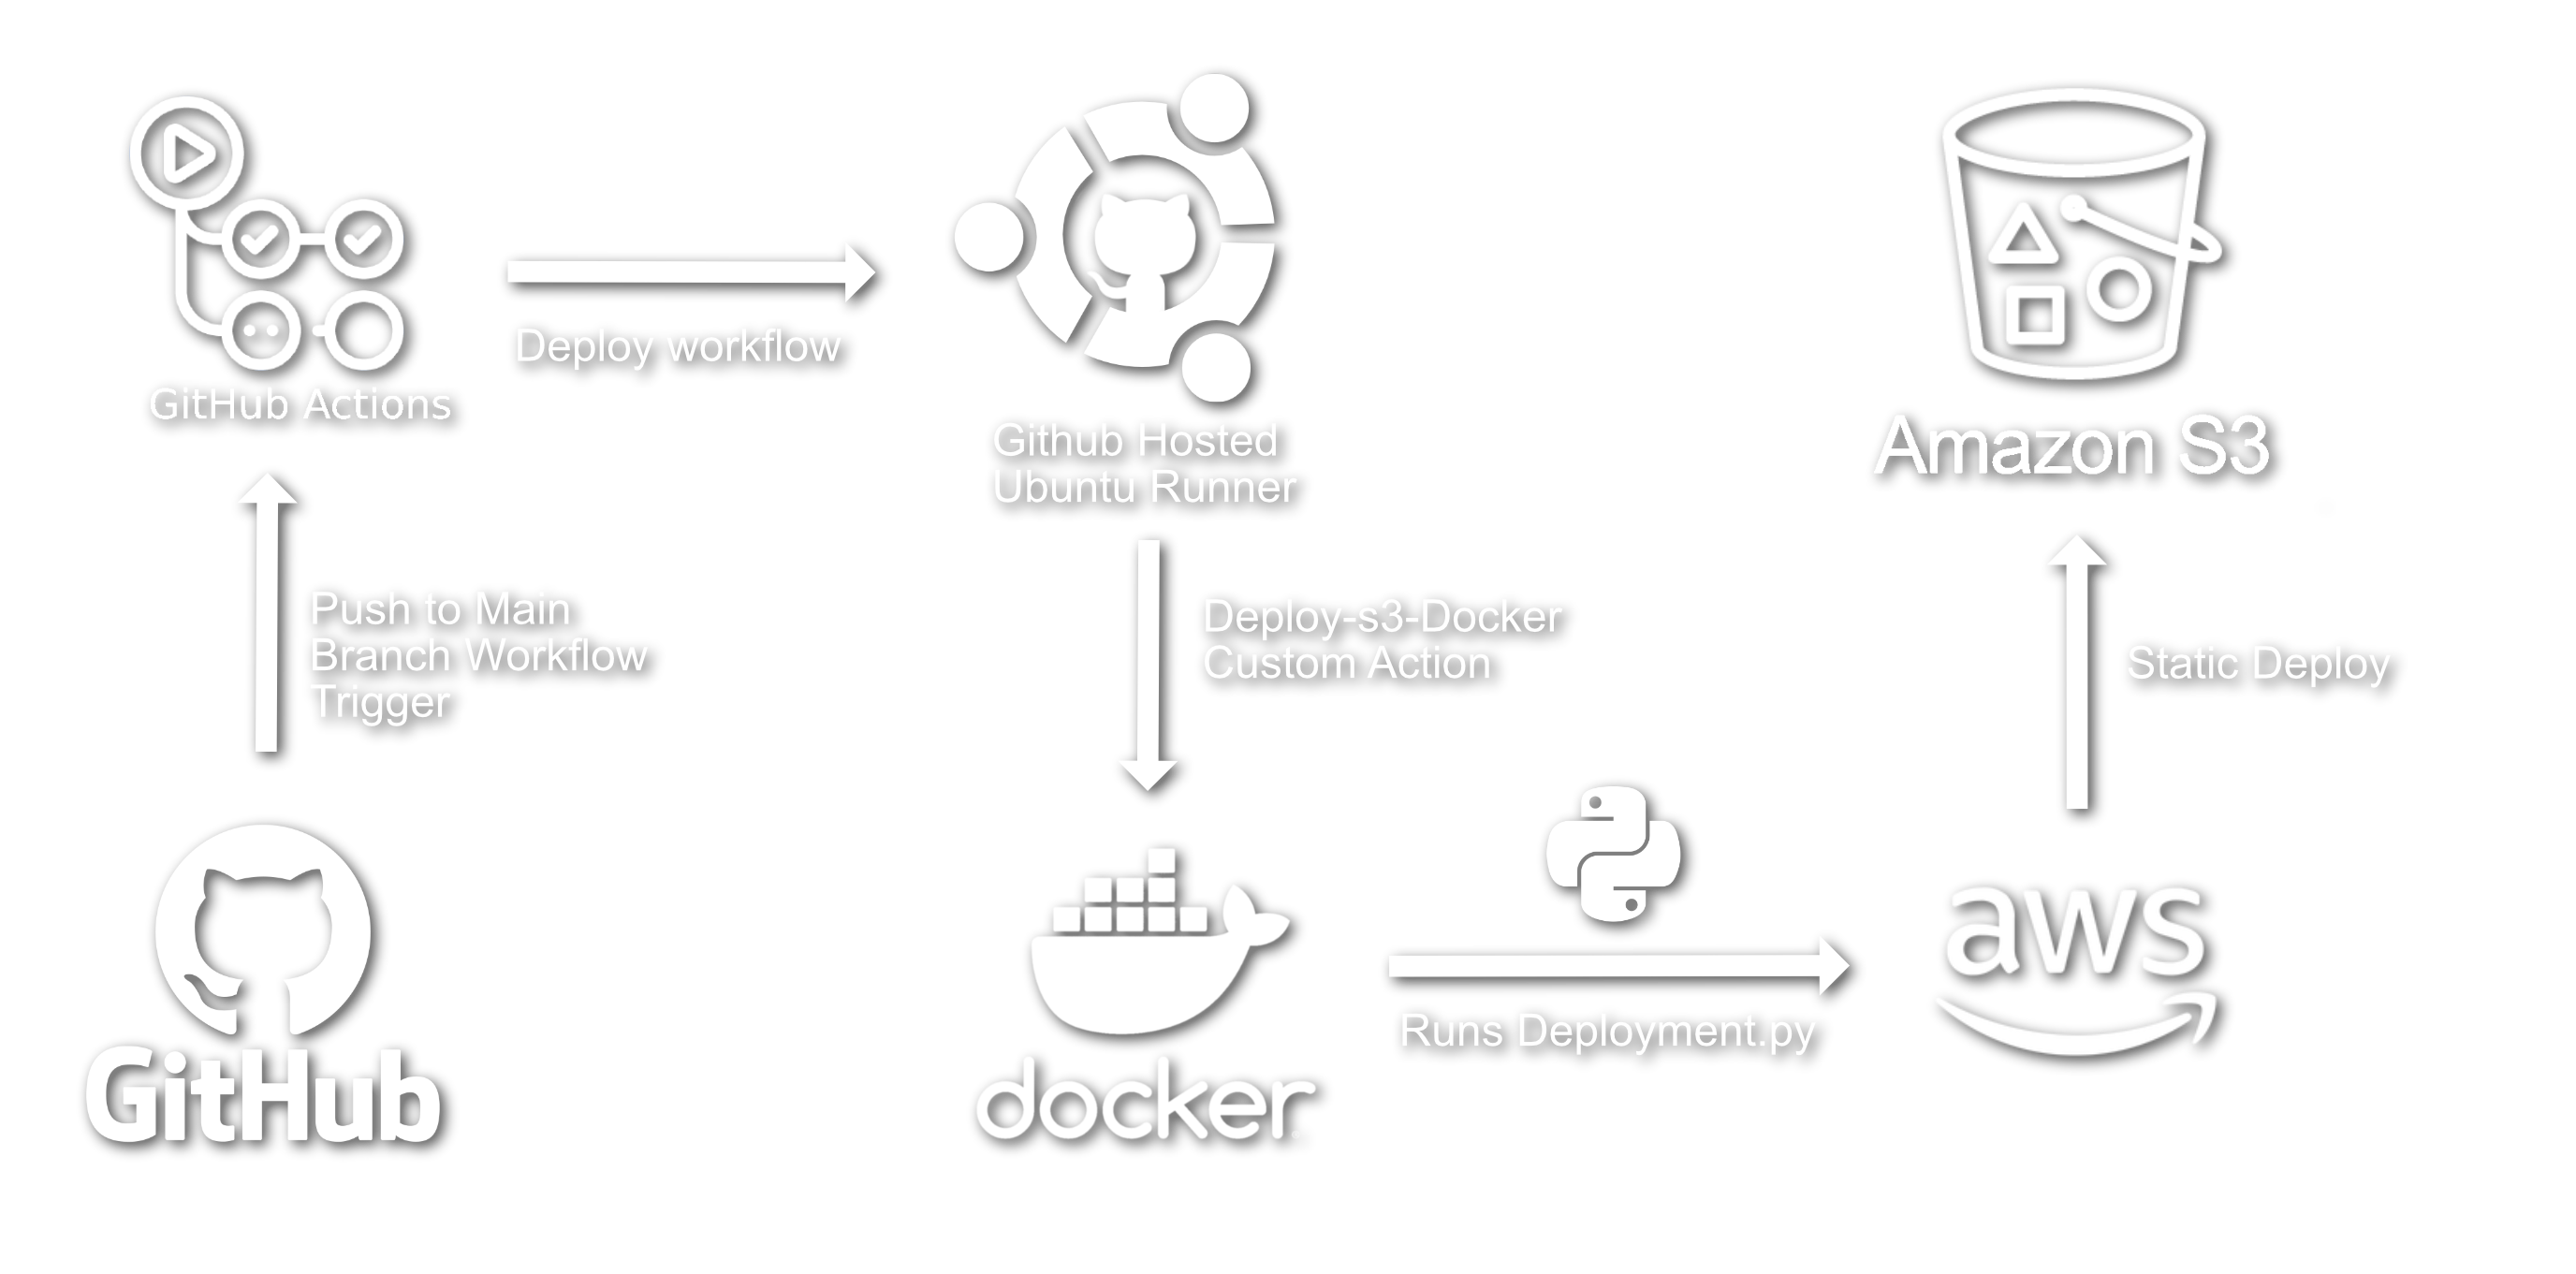 GitHub Actions
Deploy workflow
Github Hosted
Ubuntu Runner
Amazon S3
Push to Main
Branch Workflow
Trigger
Deploy-s3-Docker
Custom Action
Static Deploy
GitHub
docker
Runs Deployment.py
aws